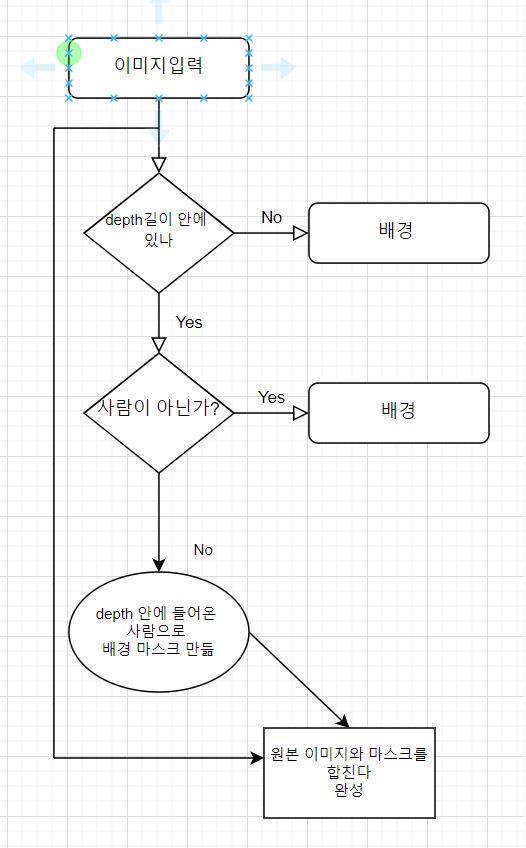 이미지입력
depth길이 안에
있나
No
배경
Yes
사람이 아닌가?
Yes
배경
No
depth 안에 들어온
사람으로
배경 마스크 만듦
원본 이미지와 마스크를
합친다
완성